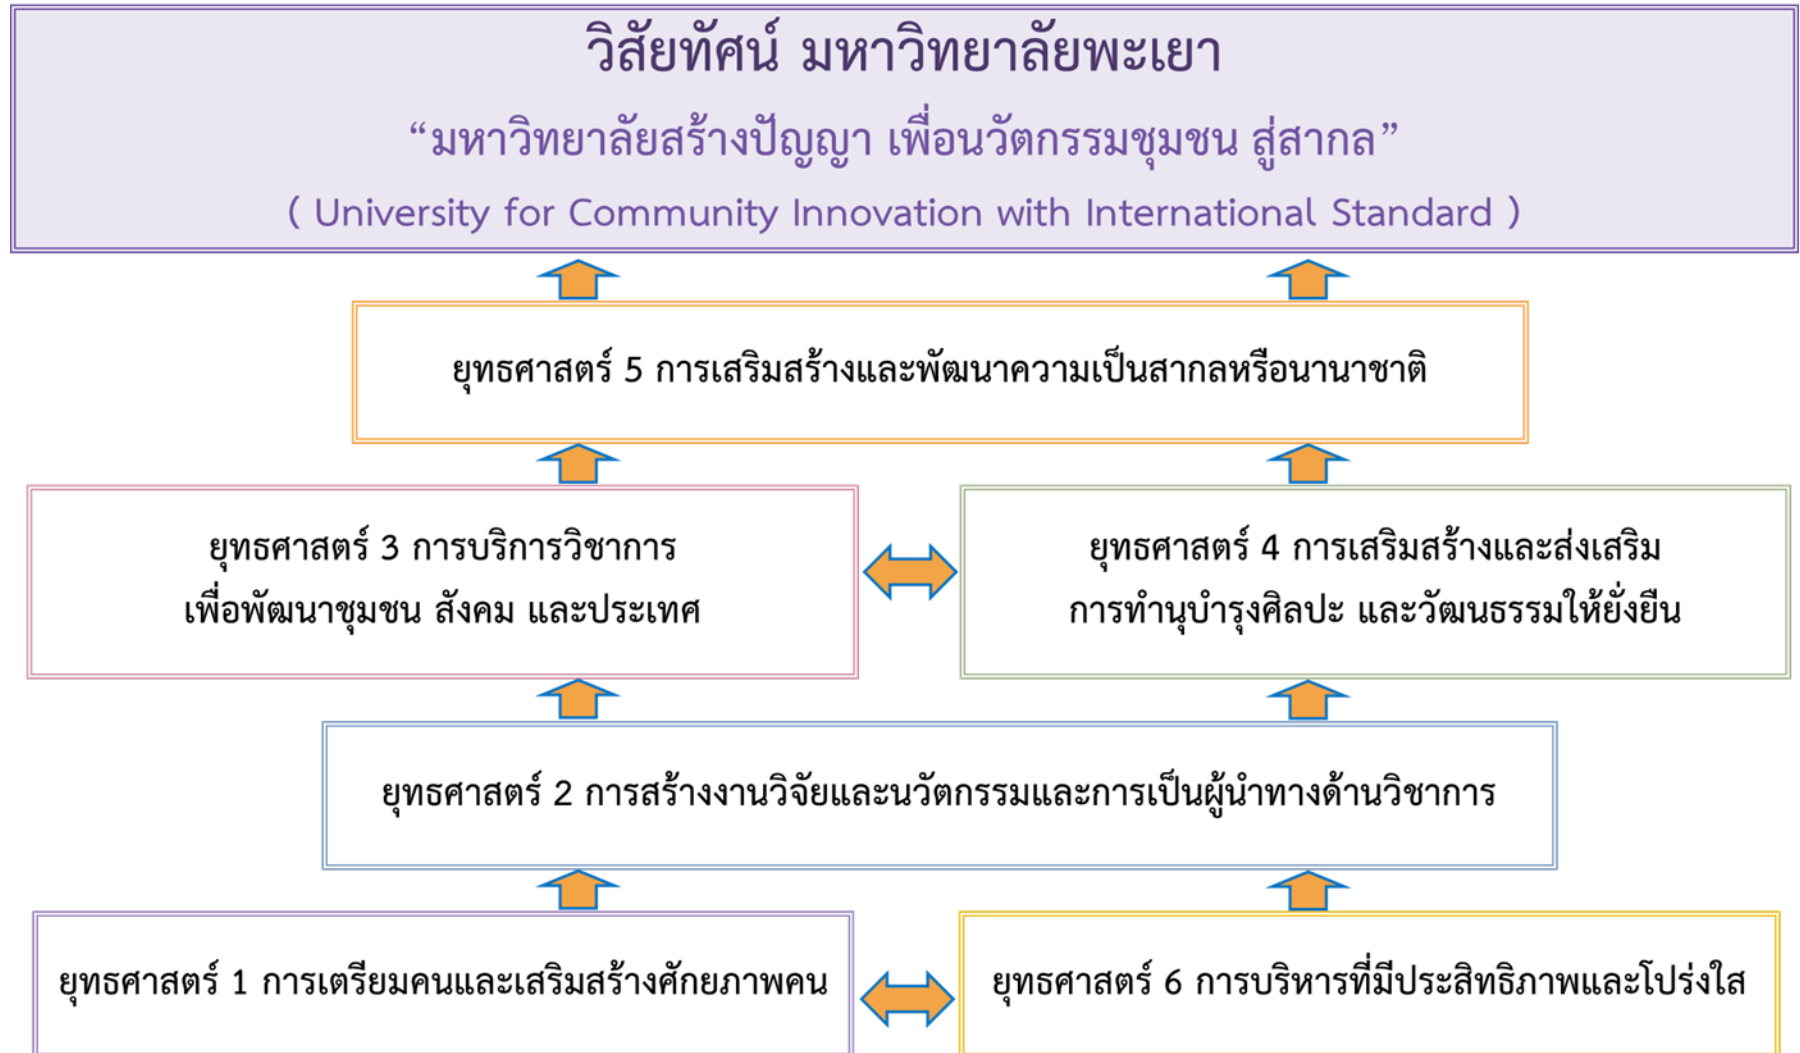 วิสัยทัศน์ มหาวิทยาลัยพะเยา
“มหาวิทยาลัยสร้างปัญญา เพื่อนวัตกรรมชุมชน สู่สากล”
( University for Community Innovation with International Standard )
ยุทธศาสตร์ 5 การเสริมสร้างและพัฒนาความเป็นสากลหรือนานาชาติ
ยุทธศาสตร์ 3 การบริการวิชาการ
เพื่อพัฒนาชุมชน สังคม และประเทศ
ยุทธศาสตร์ 4 การเสริมสร้างและส่งเสริม
การทำนุบำรุงศิลปะ และวัฒนธรรมให้ยั่งยืน
ยุทธศาสตร์ 2 การสร้างงานวิจัยและนวัตกรรมและการเป็นผู้นำทางด้านวิชาการ
ยุทธศาสตร์ 1 การเตรียมคนและเสริมสร้างศักยภาพคน
ยุทธศาสตร์ 6 การบริหารที่มีประสิทธิภาพและโปร่งใส